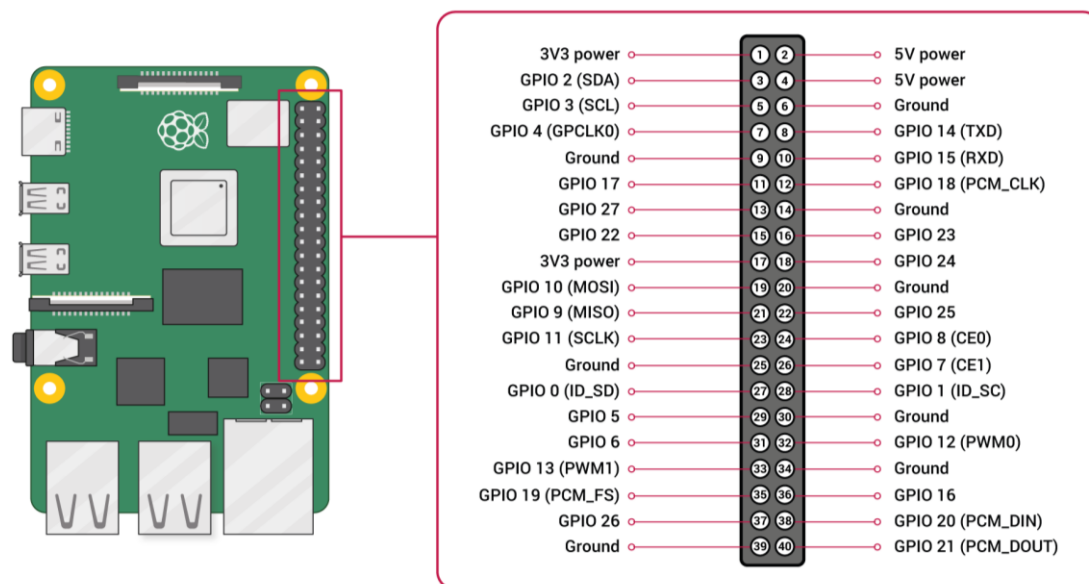 3V3 power 1 2 5V power
GPIO 2 (SDA) 3 4 5V power
GPIO 3 (SCL) 5 6 Ground
GPIO 4 (GPCLK0) 7 8 GPIO 14 (TXD)
Ground 9 10 GPIO 15 (RXD)
GPIO 17 11 12 GPIO 18 (PCM_CLK)
GPIO 27 13 14 Ground
GPIO 22 15 16 GPIO 23
3V3 power 17 18 GPIO 24
GPIO 10 (MOSI) 19 20 Ground
GPIO 9 (MISO) 21 22 GPIO 25
GPIO 11 (SCLK) 23 24 GPIO 8 (CE0)
Ground 25 26 GPIO 7 (CE1)
GPIO 0 (ID_SD) 27 28 GPIO 1 (ID_SC)
GPIO 5 29 30 Ground
GPIO 6 31 32 GPIO 12 (PWM0)
GPIO 13 (PWM1) 33 34 Ground
GPIO 19 (PCM_FS) 35 36 GPIO 16
GPIO 26 37 38 GPIO 20 (PCM_DIN)
Ground 39 40 GPIO 21 (PCM_DOUT)